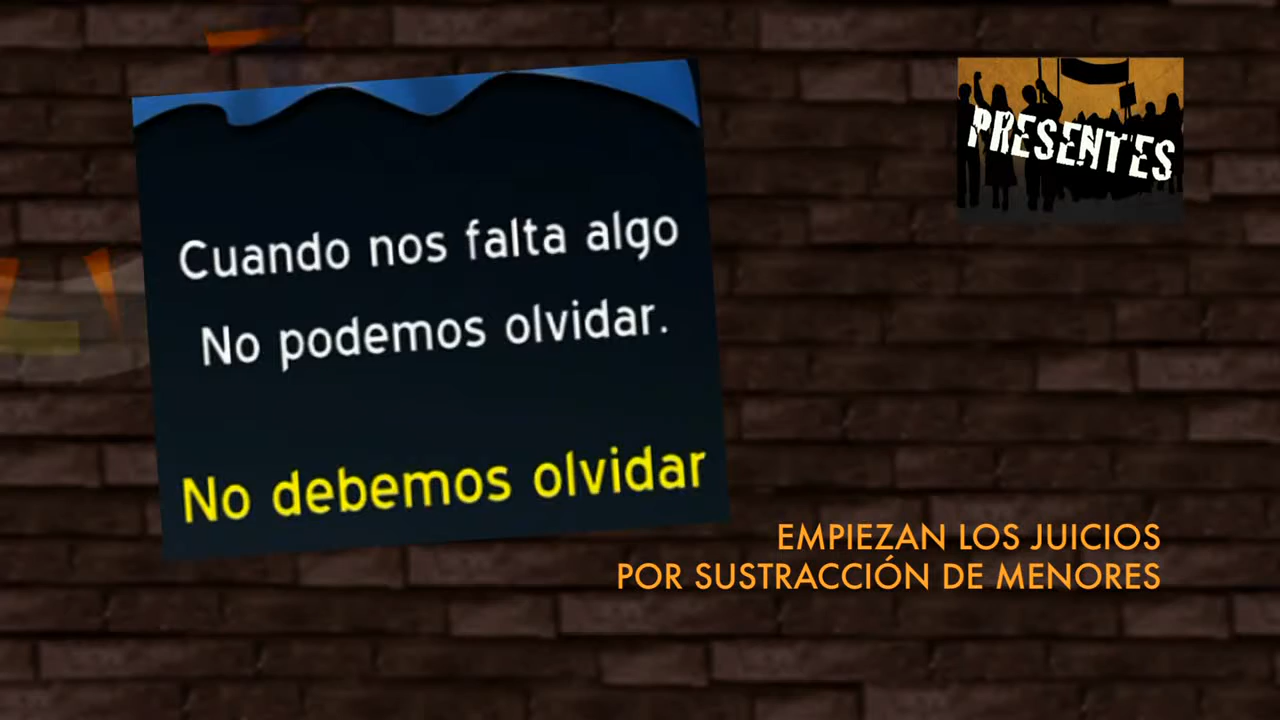 PRESENTES
Cuando nos falta algo
No podemos olvidar.
No debemos olvidar
EMPIEZAN LOS JUICIOS
POR SUSTRACCIÓN DE MENORES